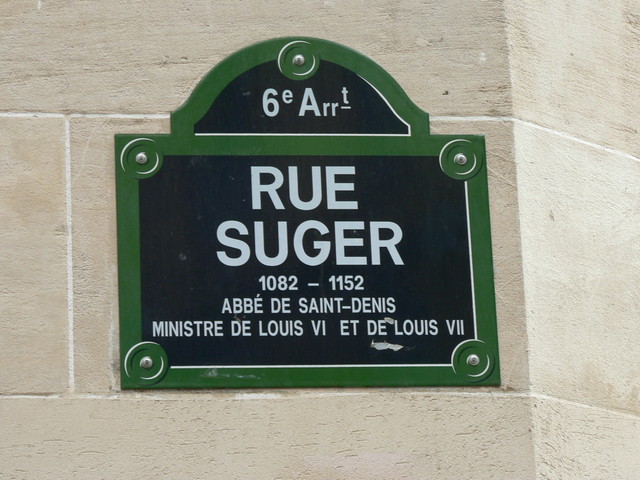 6e Arrt
RUE
SUGER
1082 – 1152
ABBÉ DE SAINT-DENIS
MINISTRE DE LOUIS VI ET DE LOUIS VII